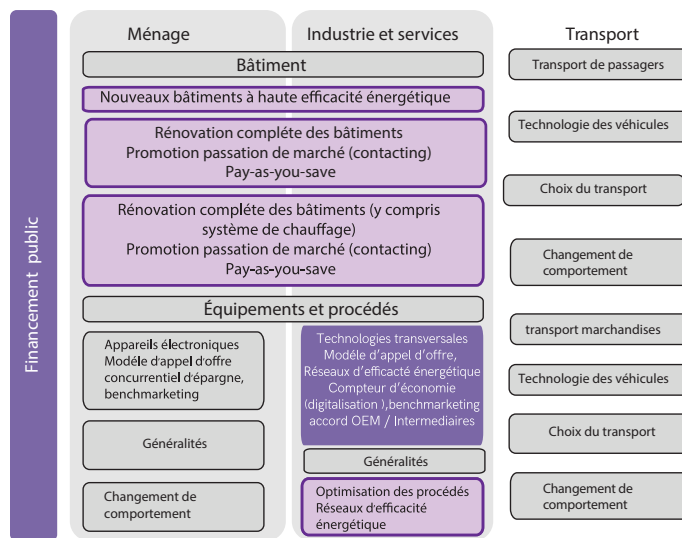 Financement public
Ménage
Industrie et services
Transport
Bâtiment
Nouveaux bâtiments à haute efficacité énergétique
Rénovation compléte des bâtiments
Promotion passation de marché (contacting)
Pay-as-you-save
Rénovation compléte des bâtiments (y compris
système de chauffage)
Promotion passation de marché (contacting)
Pay-as-you-save
Équipements et procédés
Appareils électroniques
Modéle d'appel d'offre
concurrentiel d'épargne,
benchmarketing
Généralités
Changement de
comportement
Technologies transversales
Modéle d'appel d'offre,
Réseaux d'efficacité énergétique
Compteur d'économie
(digitalisation ),benchmarketing
accord OEM / Intermediaires
Généralités
Optimisation des procédés
Réseaux d'efficacité
énergétique
Transport de passagers
Technologie des véhicules
Choix du transport
Changement de
comportement
transport marchandises
Technologie des véhicules
Choix du transport
Changement de
comportement